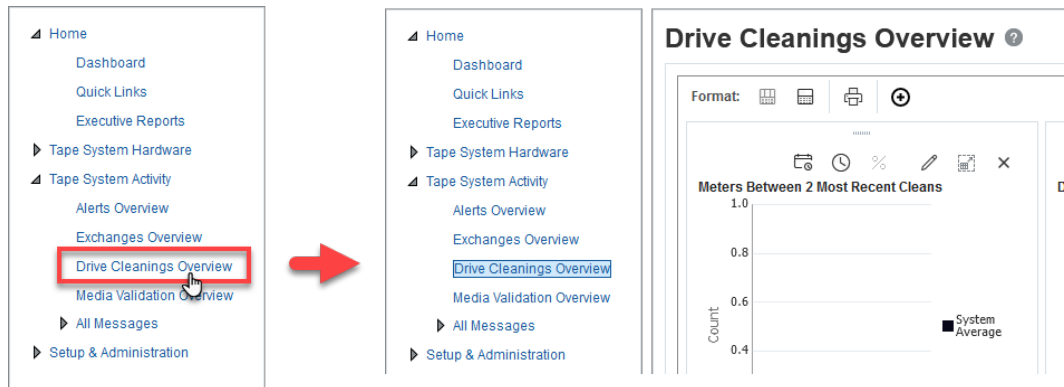 Home
Dashboard
Quick Links
Executive Reports
Tape System Hardware
Tape System Activity
Alerts Overview
Exchanges Overview
Drive Cleanings Overview
Media Validation Overview
All Messages
Setup & Administration
Home
Dashboard
Quick Links
Executive Reports
Tape System Hardware
Tape System Activity
Alerts Overview
Exchanges Overview
Drive Cleanings Overview
Media Validation Overview
All Messages
Setup & Administration
Drive Cleanings Overview ?
Format:
%
Meters Between 2 Most Recent Cleans
D
1.0
0.8
0.6
0.4
Count
System
Average